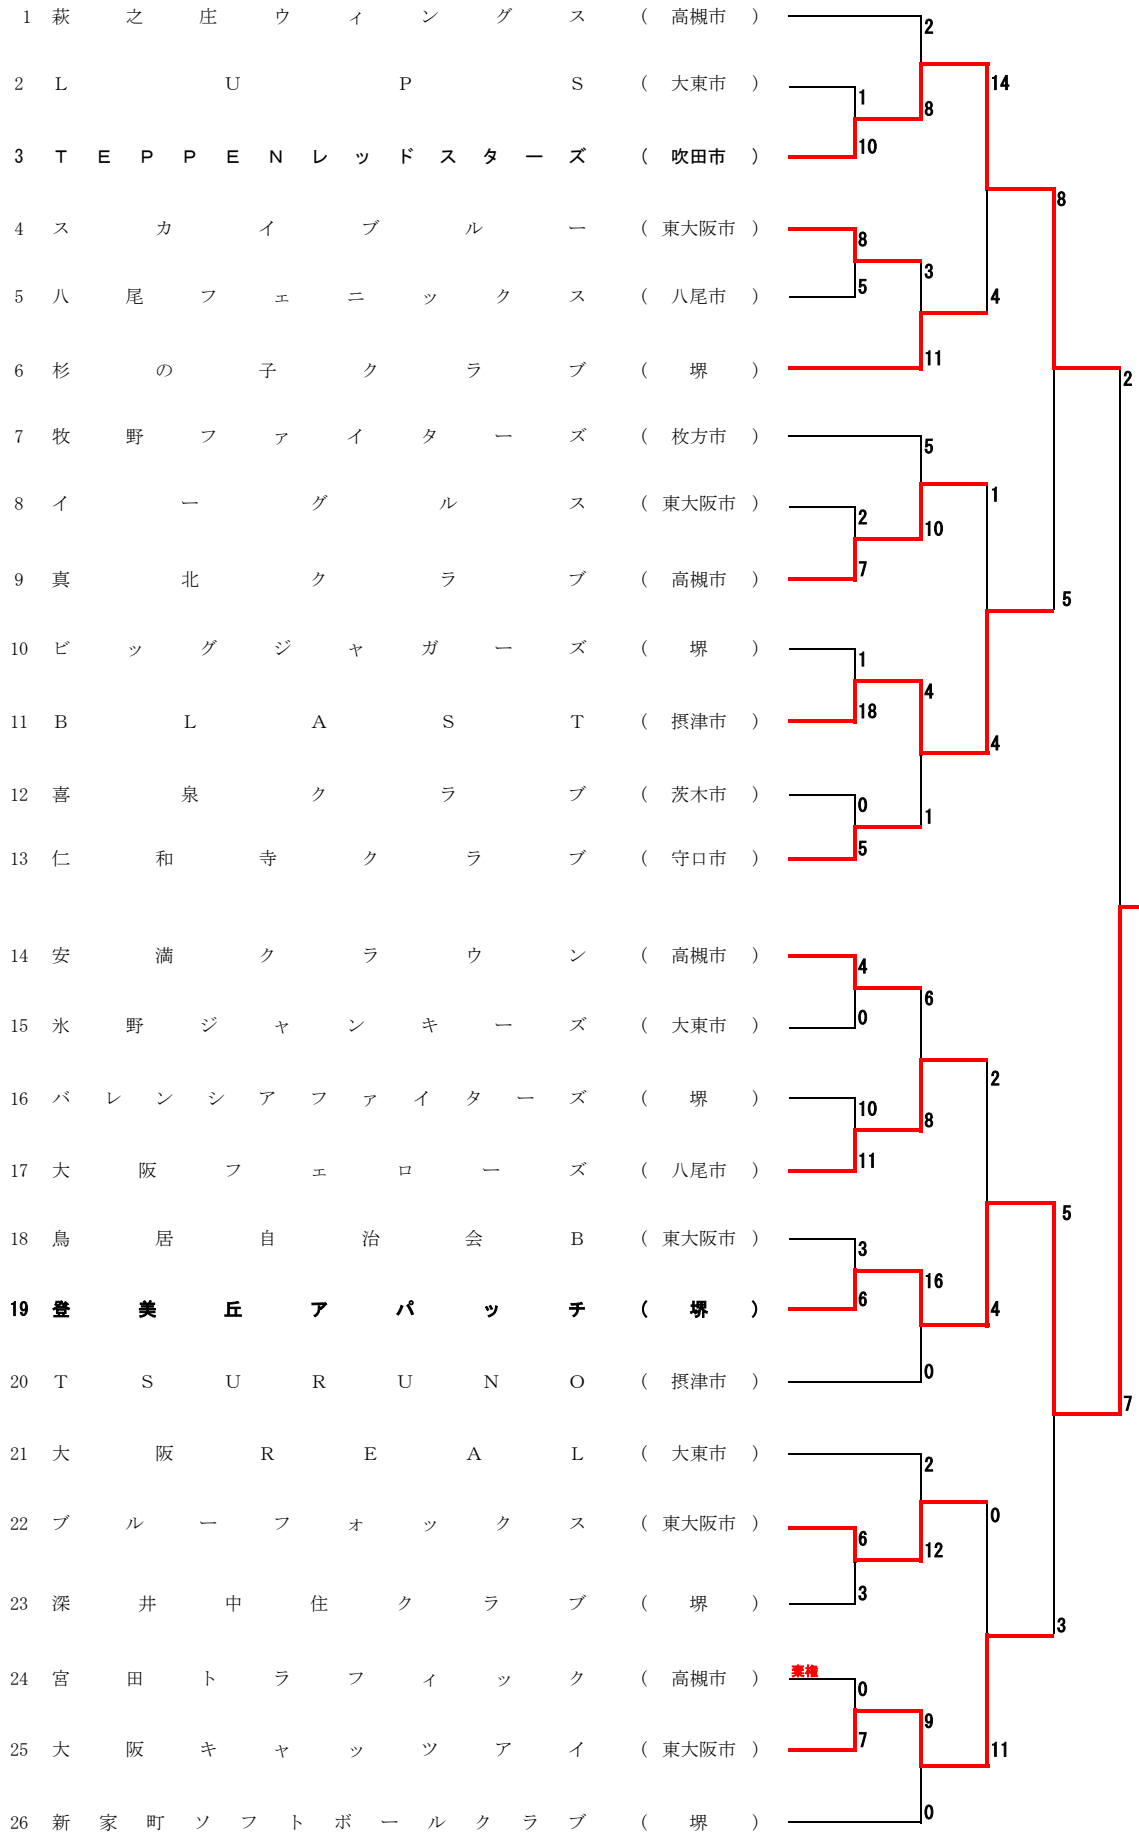 1 萩之庄ウィングス ( 高槻市 ) 2
14
2 LUPS ( 大東市 ) 1
8
3 TEPPENレッドスターズ ( 吹田市 ) 10
8
4 スカイブルー ( 東大阪市 ) 8
3
5 八尾フェニックス ( 八尾市 ) 5
4
6 杉の子クラブ ( 堺 ) 11
2
7 牧野ファイターズ ( 枚方市 ) 5
1
8 イーグルス ( 東大阪市 ) 2
10
9 真北クラブ ( 高槻市 ) 7
5
10 ビッグジャガーズ ( 堺 ) 1
4
11 BLAST ( 摂津市 ) 18
4
12 喜泉クラブ ( 茨木市 ) 0
1
13 仁和寺クラブ ( 守口市 ) 5
14 安満クラウン ( 高槻市 ) 4
6
15 氷野ジャンキーズ ( 大東市 ) 0
2
16 バレンシアファイターズ ( 堺 ) 10
8
17 大阪フェローズ ( 八尾市 ) 11
5
18 鳥居自治会B ( 東大阪市 ) 3
16
19 登美丘アパッチ ( 堺 ) 6
4
20 TSURUNO ( 摂津市 ) 0
7
21 大阪REAL ( 大東市 ) 2
0
22 ブルーフォックス ( 東大阪市 ) 6
12
23 深井中住クラブ ( 堺 ) 3
3
24 宮田トラフィック ( 高槻市 ) 棄権 0
9
25 大阪キャッツアイ ( 東大阪市 ) 7
11
26 新家町ソフトボールクラブ ( 堺 ) 0